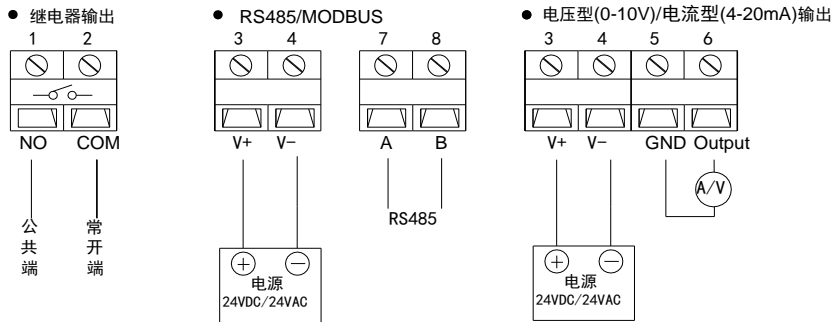 ● 继电器输出
1 2
NO COM
公共端
常开端
● RS485/MODBUS
3 4 7 8
V+ V- A B
RS485
电源
24VDC/24VAC
● 电压型(0-10V)/电流型(4-20mA)输出
3 4 5 6
V+ V- GND Output
A/V
电源
24VDC/24VAC